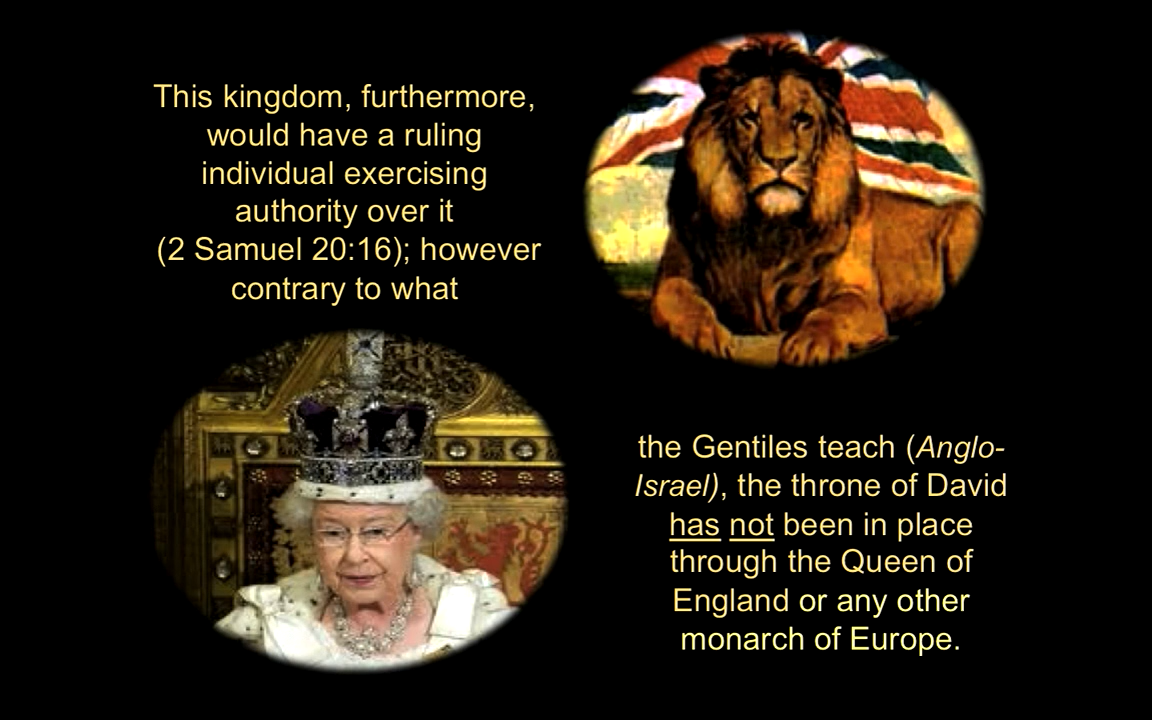 This kingdom, furthermore,
would have a ruling
individual exercising
authority over it
(2 Samuel 20:16); however
contrary to what
the Gentiles teach (Anglo-
Israel), the throne of David
has not been in place
through the Queen of
England or any other
monarch of Europe.